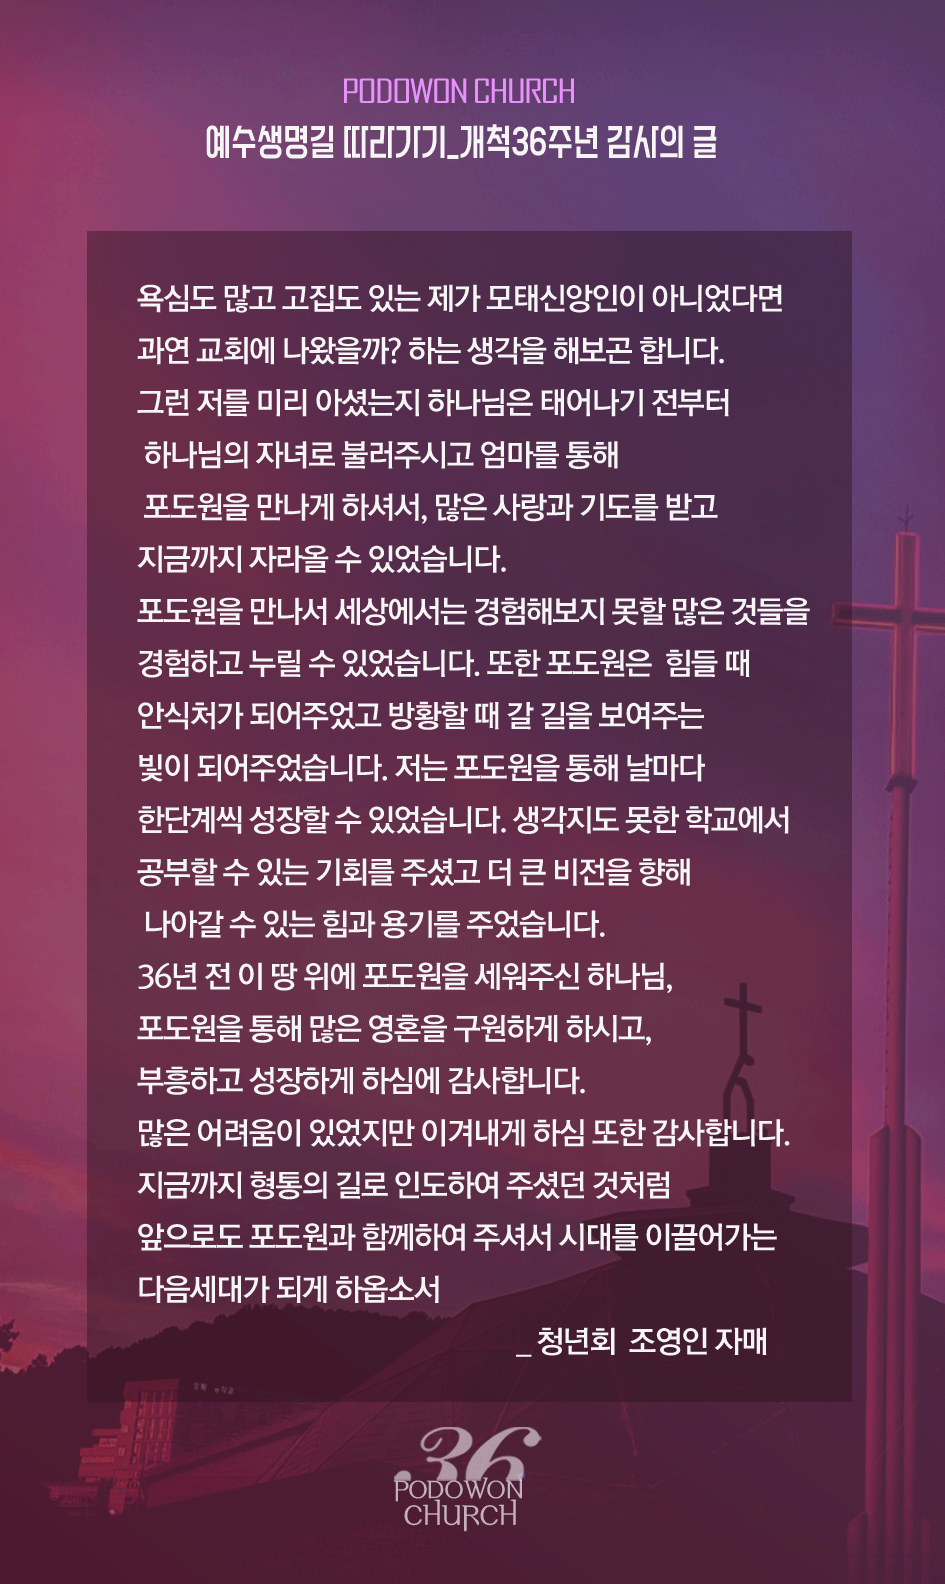 PODOWON CHURCH
예수생명길 따라가기_개척36주년 감사의 글
욕심도 많고 고집도 있는 제가 모태신앙인이 아니었다면
과연 교회에 나왔을까? 하는 생각을 해보곤 합니다.
그런 저를 미리 아셨는지 하나님은 태어나기 전부터
하나님의 자녀로 불러주시고 엄마를 통해
포도원을 만나게 하셔서, 많은 사랑과 기도를 받고
지금까지 자라올 수 있었습니다.
포도원을 만나서 세상에서는 경험해보지 못할 많은 것들을
경험하고 누릴 수 있었습니다. 또한 포도원은 힘들 때
안식처가 되어주었고 방황할 때 갈 길을 보여주는
빛이 되어주었습니다. 저는 포도원을 통해 날마다
한단계씩 성장할 수 있었습니다. 생각지도 못한 학교에서
공부할 수 있는 기회를 주셨고 더 큰 비전을 향해
나아갈 수 있는 힘과 용기를 주었습니다.
36년 전 이 땅 위에 포도원을 세워주신 하나님,
포도원을 통해 많은 영혼을 구원하게 하시고,
부흥하고 성장하게 하심에 감사합니다.
많은 어려움이 있었지만 이겨내게 하심 또한 감사합니다.
지금까지 형통의 길로 인도하여 주셨던 것처럼
앞으로도 포도원과 함께하여 주셔서 시대를 이끌어가는
다음세대가 되게 하옵소서
_ 청년회 조영인 자매
36
PODOWON
CHURCH